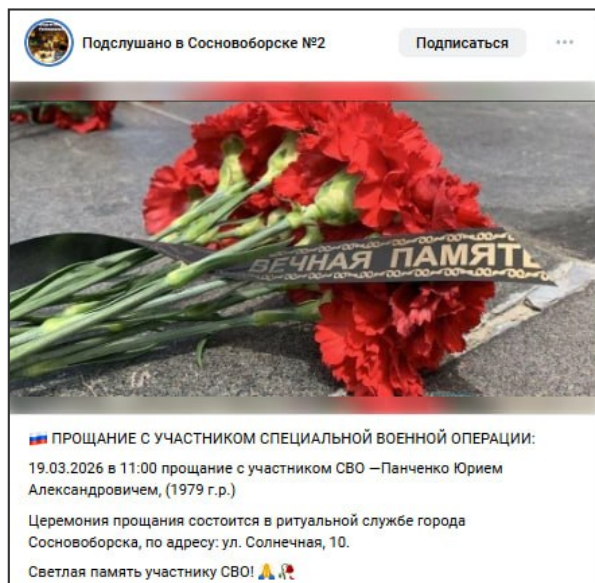 Подслушано в Сосновоборске №2
Подписаться
ВЕЧНАЯ ПАМЯТЬ
🇷🇺 ПРОЩАНИЕ С УЧАСТНИКОМ СПЕЦИАЛЬНОЙ ВОЕННОЙ ОПЕРАЦИИ:
19.03.2026 в 11:00 прощание с участником СВО —Панченко Юрием
Александровичем, (1979 г.р.)
Церемония прощания состоится в ритуальной службе города
Сосновоборска, по адресу: ул. Солнечная, 10.
Светлая память участнику СВО! 🙏🥀